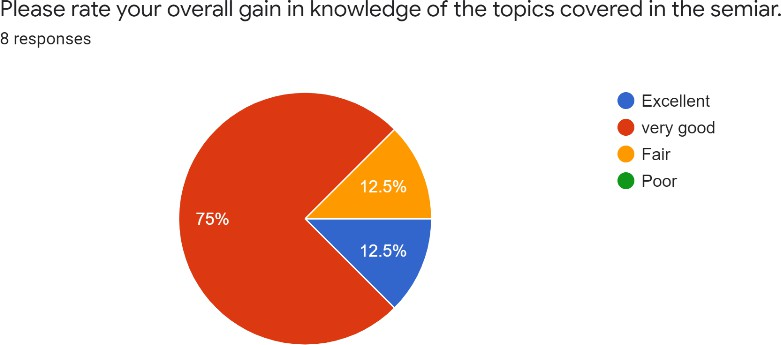 Please rate your overall gain in knowledge of the topics covered in the semiar.
8 responses
Excellent
very good
Fair
Poor
12.5%
75%
12.5%